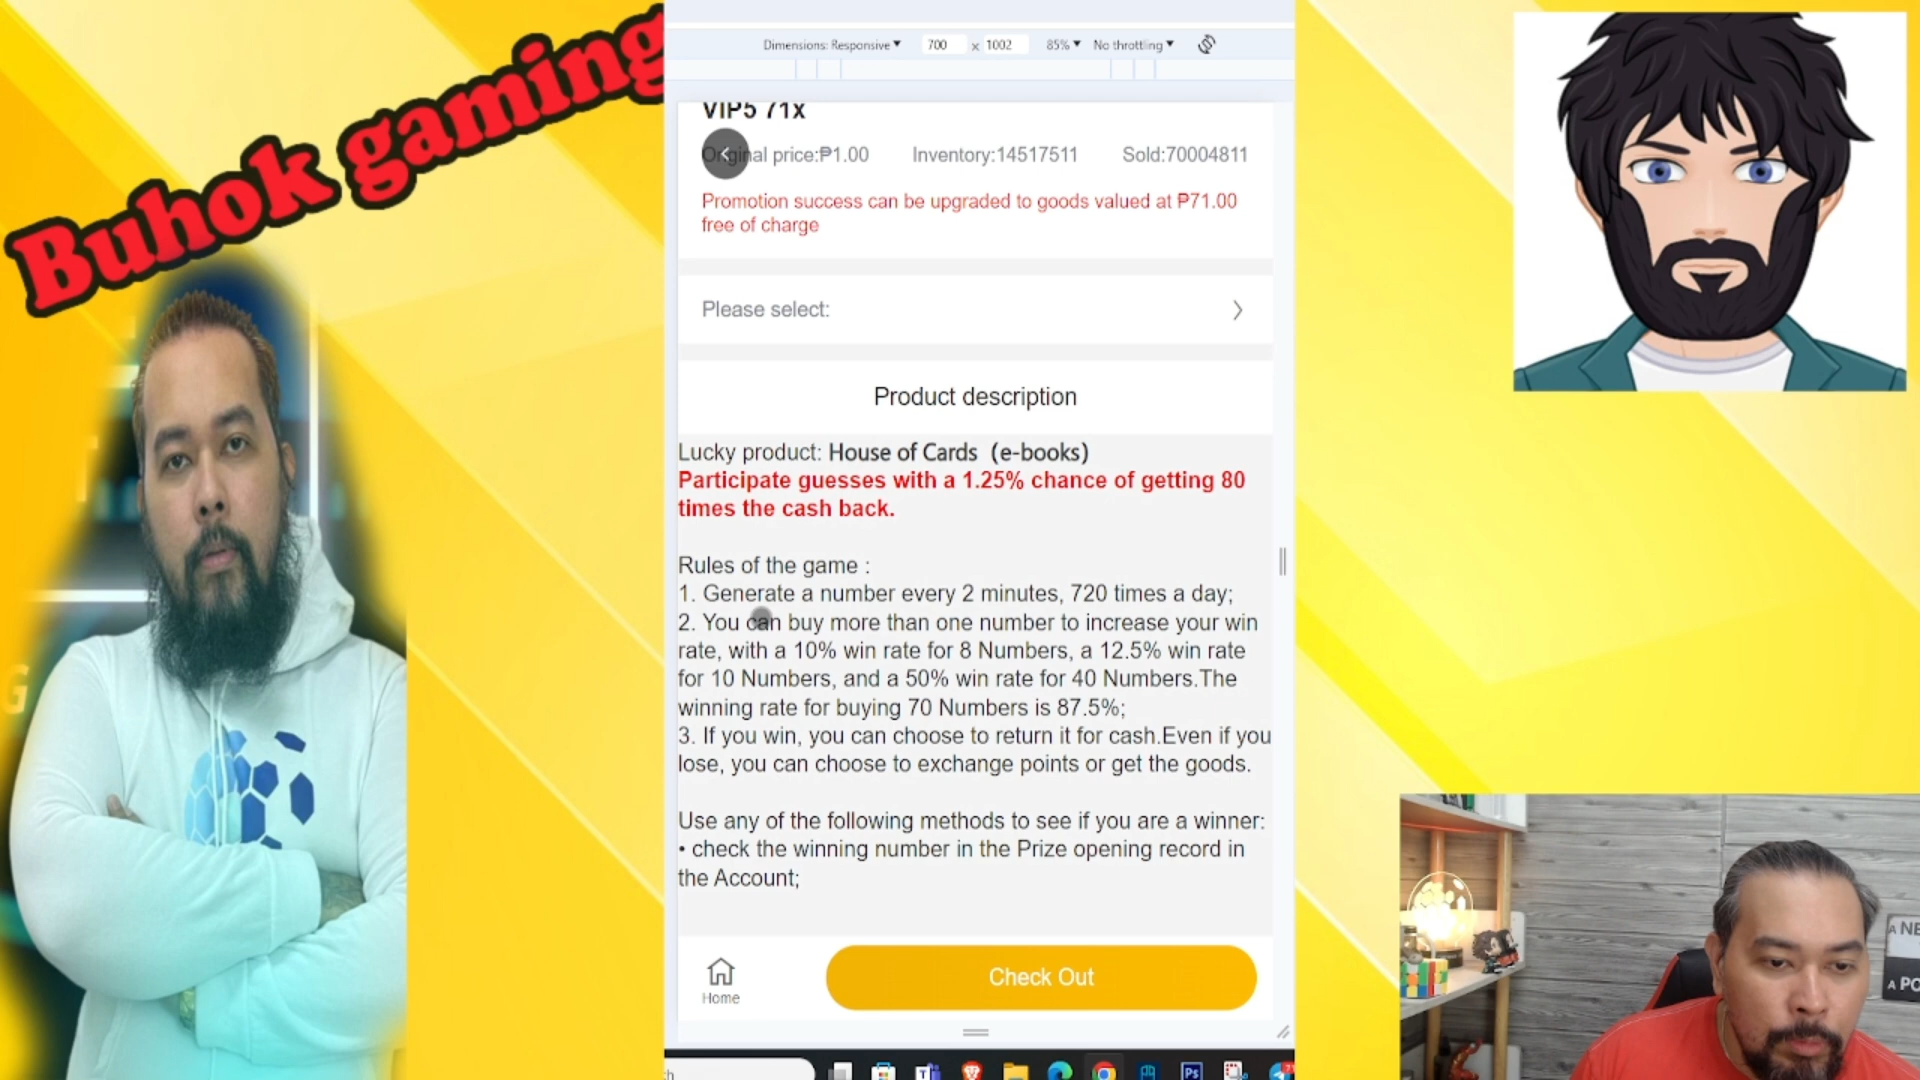 Buhok gaming
Dimensions: Responsive 700 x 1002 85% No throttling
VIP5 71x
Original price:₱1.00 Inventory:14517511 Sold:70004811
Promotion success can be upgraded to goods valued at ₱71.00
free of charge
Please select:
Product description
Lucky product: House of Cards (e-books)
Participate guesses with a 1.25% chance of getting 80
times the cash back.
Rules of the game :
1. Generate a number every 2 minutes, 720 times a day;
2. You can buy more than one number to increase your win
rate, with a 10% win rate for 8 Numbers, a 12.5% win rate
for 10 Numbers, and a 50% win rate for 40 Numbers.The
winning rate for buying 70 Numbers is 87.5%;
3. If you win, you can choose to return it for cash.Even if you
lose, you can choose to exchange points or get the goods.
Use any of the following methods to see if you are a winner:
• check the winning number in the Prize opening record in
the Account;
Home
Check Out
Ps
A NE
A PO